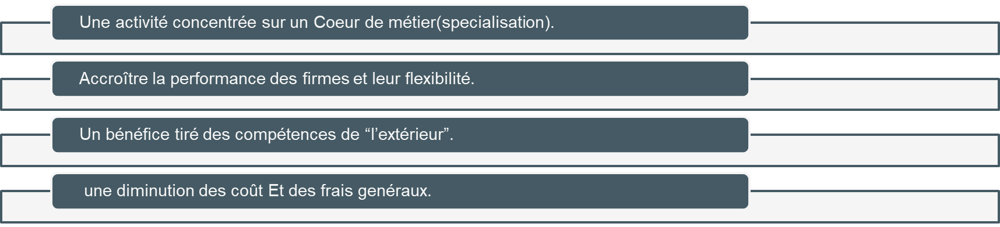 Une activité concentrée sur un Coeur de métier(specialisation).
Accroître la performance des firmes et leur flexibilité.
Un bénéfice tiré des compétences de “l’extérieur”.
une diminution des coût Et des frais genéraux.